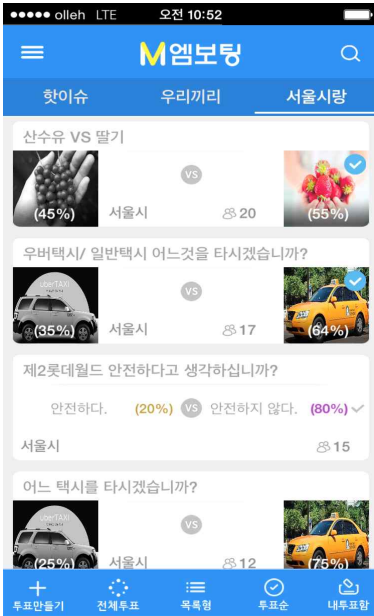 olleh LTE 오전 10:52
M엠보팅
핫이슈 우리끼리 서울시랑
산수유 VS 딸기
VS
(45%) 서울시 20 (55%)
우버택시/ 일반택시 어느것을 타시겠습니까?
uberTAXI
VS
(35%) 서울시 17 (64%)
제2롯데월드 안전하다고 생각하십니까?
안전하다. (20%) VS 안전하지 않다. (80%)
서울시 15
어느 택시를 타시겠습니까?
uberTAXI
VS
(25%) 서울시 12 (75%)
투표만들기 전체투표 목록형 투표순 내투표함